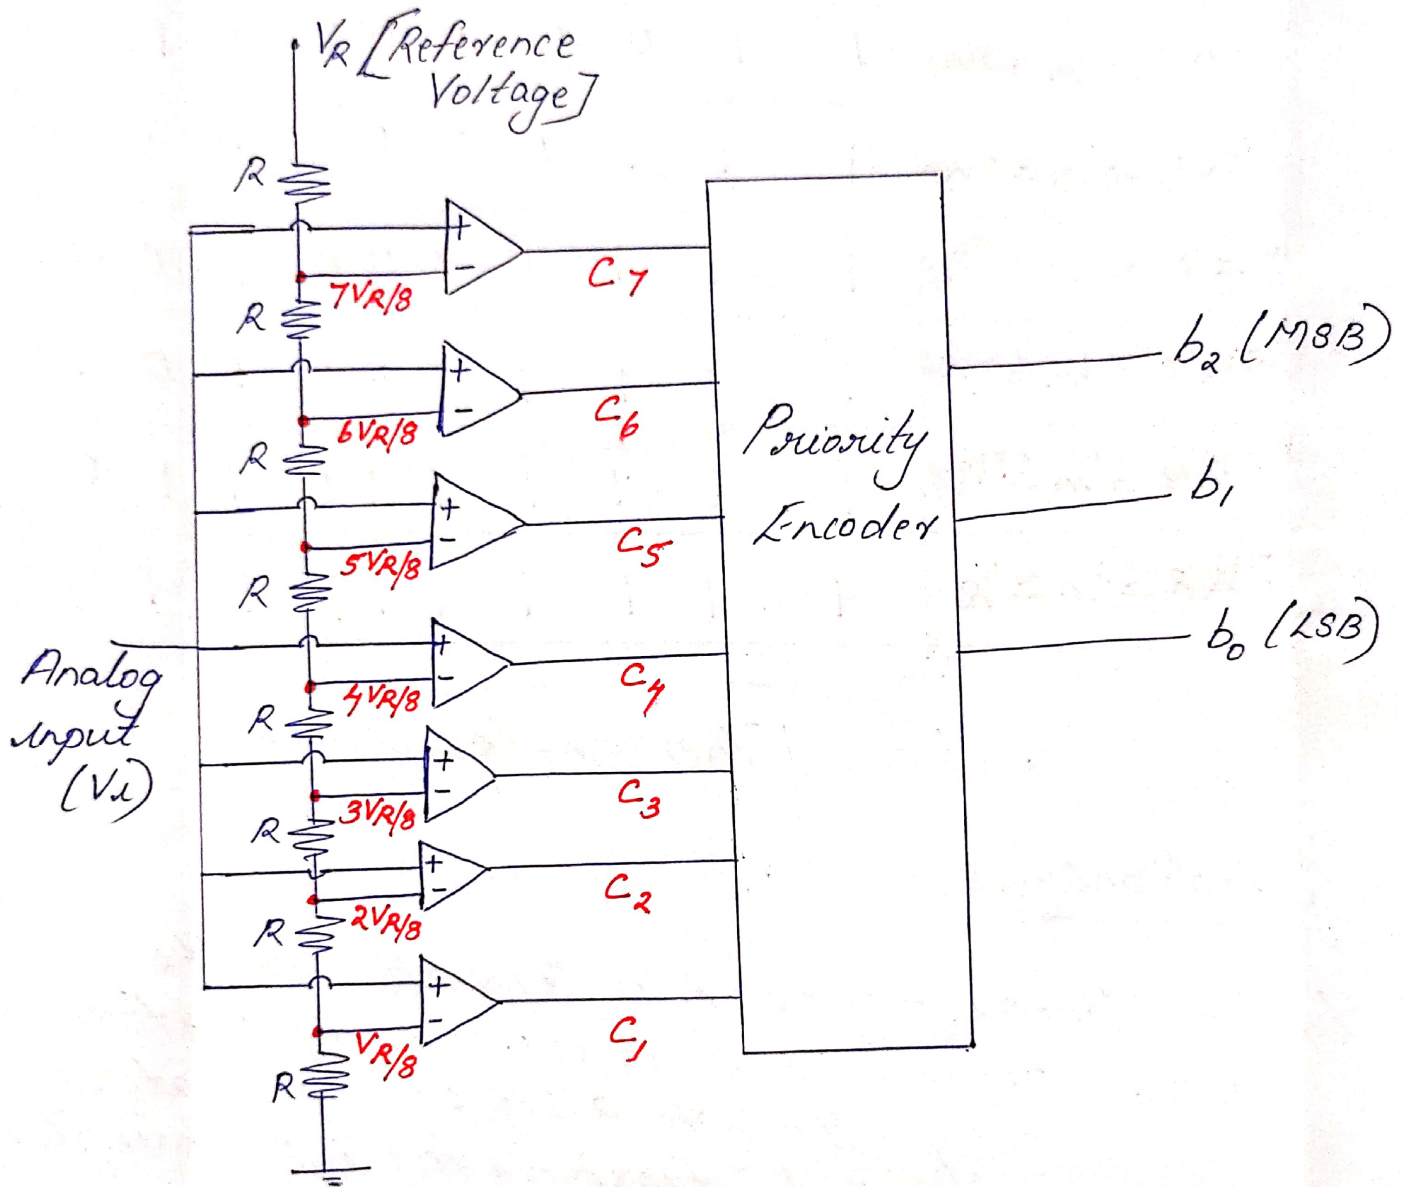 VR [Reference
Voltage]
R
+
-
7VR/8
C7
R
+
-
6VR/8
C6
R
+
-
5VR/8
C5
R
+
-
4VR/8
C4
R
+
-
3VR/8
C3
R
+
-
2VR/8
C2
R
+
-
VR/8
C1
R
Analog
input
(Vi)
Priority
Encoder
b2 (MSB)
b1
b0 (LSB)